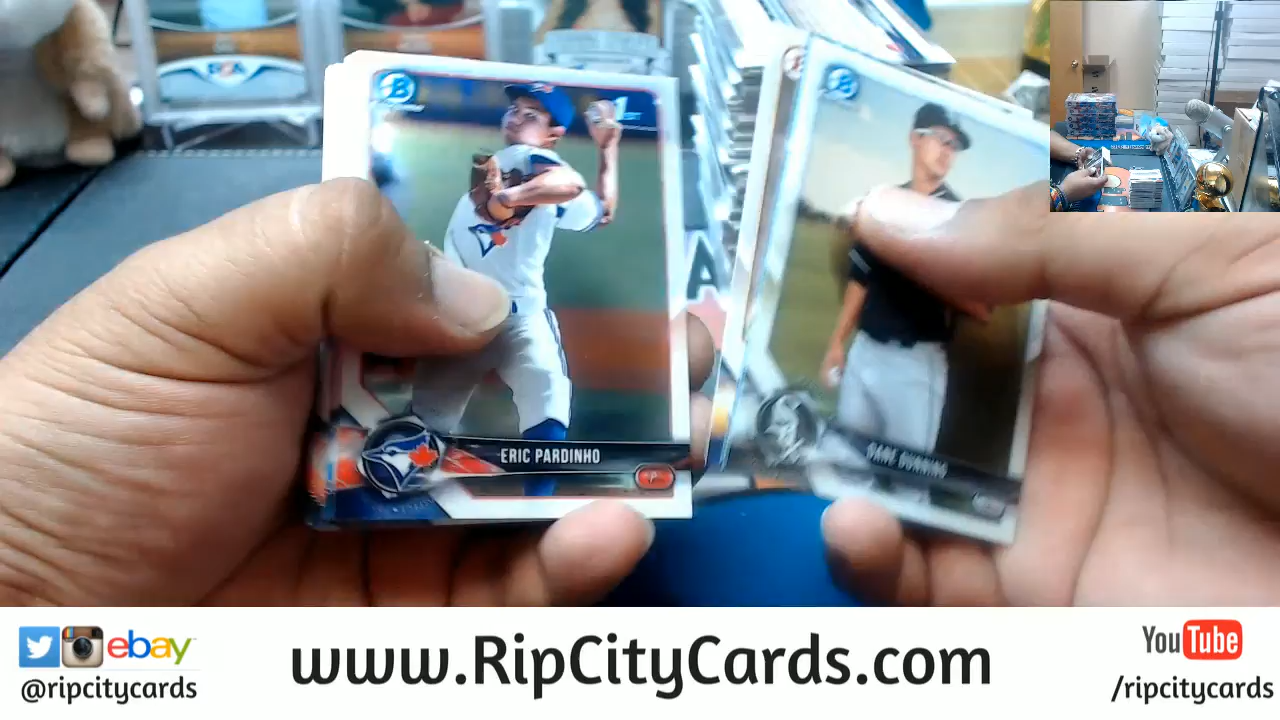 ERIC PARDINHO
P
DANE DUNNING
ebay
@ripcitycards
www.RipCityCards.com
YouTube
/ripcitycards